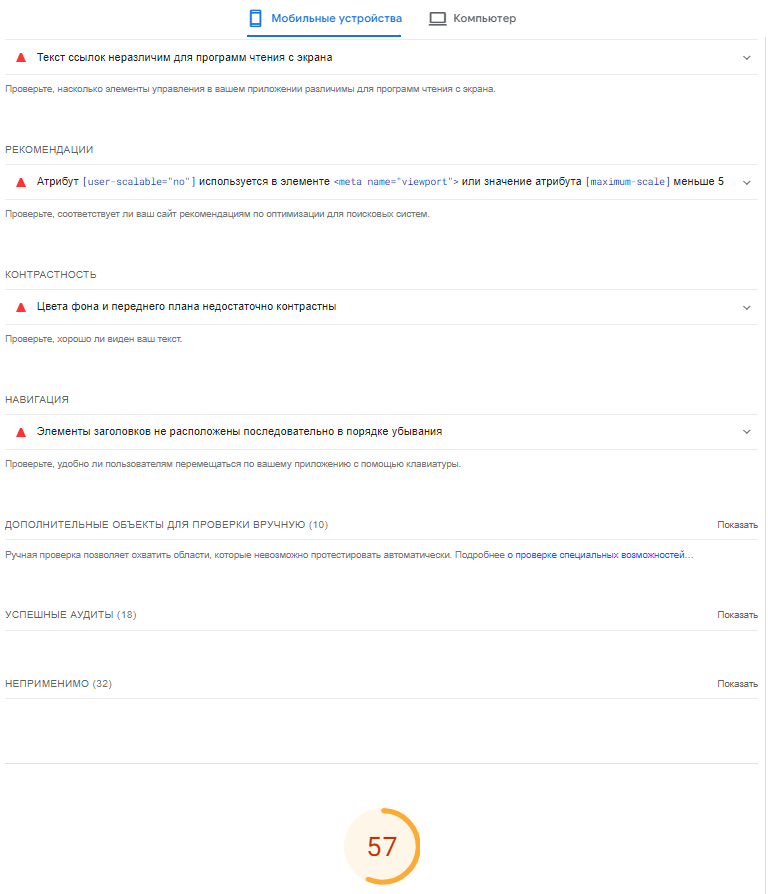 Мобильные устройства Компьютер
Текст ссылок неразличим для программ чтения с экрана
Проверьте, насколько элементы управления в вашем приложении различимы для программ чтения с экрана.
РЕКОМЕНДАЦИИ
Атрибут [user-scalable="no"] используется в элементе <meta name="viewport"> или значение атрибута [maximum-scale] меньше 5
Проверьте, соответствует ли ваш сайт рекомендациям по оптимизации для поисковых систем.
КОНТРАСТНОСТЬ
Цвета фона и переднего плана недостаточно контрастны
Проверьте, хорошо ли виден ваш текст.
НАВИГАЦИЯ
Элементы заголовков не расположены последовательно в порядке убывания
Проверьте, удобно ли пользователям перемещаться по вашему приложению с помощью клавиатуры.
ДОПОЛНИТЕЛЬНЫЕ ОБЪЕКТЫ ДЛЯ ПРОВЕРКИ ВРУЧНУЮ (10) Показать
Ручная проверка позволяет охватить области, которые невозможно протестировать автоматически. Подробнее о проверке специальных возможностей…
УСПЕШНЫЕ АУДИТЫ (18) Показать
НЕПРИМЕНИМО (32) Показать
57